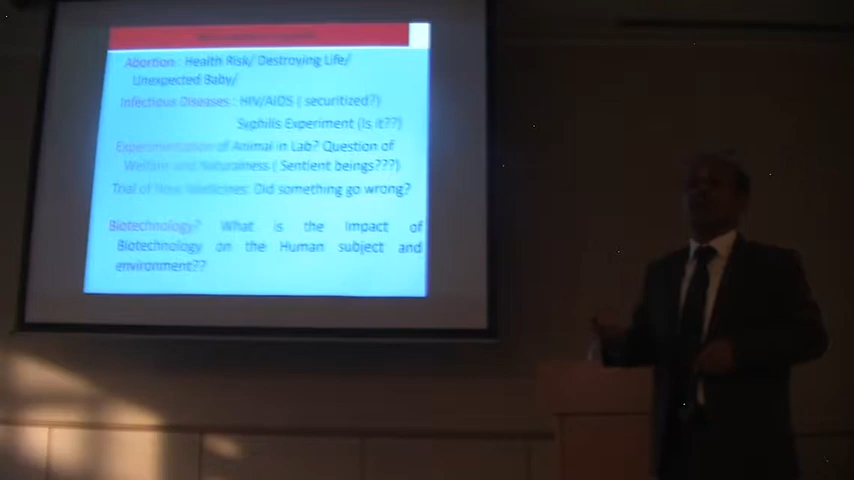 Abortion : Health Risk/ Destroying Life/
Unexpected Baby/
Infectious Diseases : HIV/AIDS ( securitized?)
Syphilis Experiment (Is it??)
Experimentation of Animal in Lab? Question of
Welfare and Naturalness ( Sentient beings???)
Trial of New Medicines: Did something go wrong?
Biotechnology? What is the Impact of
Biotechnology on the Human subject and
environment??